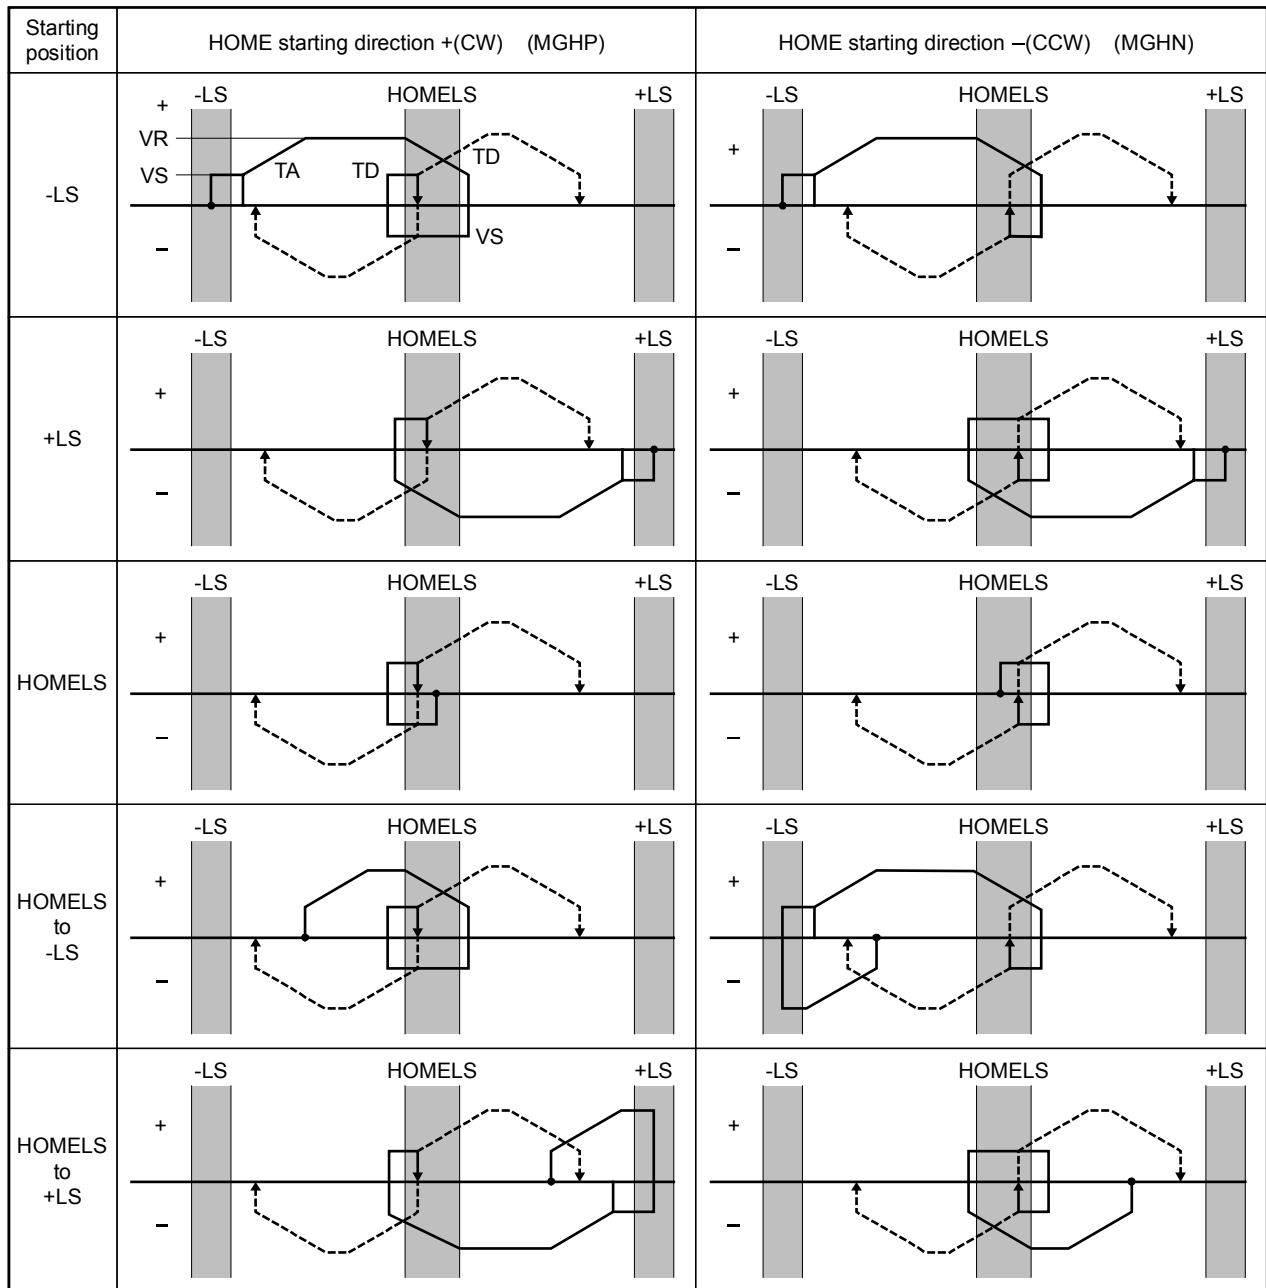 Starting
position
HOME starting direction +(CW) (MGHP)
HOME starting direction –(CCW) (MGHN)
-LS
-LS HOMELS +LS
+
VR
VS
TA
TD
TD
VS
–
-LS HOMELS +LS
+
–
+LS
-LS HOMELS +LS
+
–
-LS HOMELS +LS
+
–
HOMELS
-LS HOMELS +LS
+
–
-LS HOMELS +LS
+
–
HOMELS
to
-LS
-LS HOMELS +LS
+
–
-LS HOMELS +LS
+
–
HOMELS
to
+LS
-LS HOMELS +LS
+
–
-LS HOMELS +LS
+
–